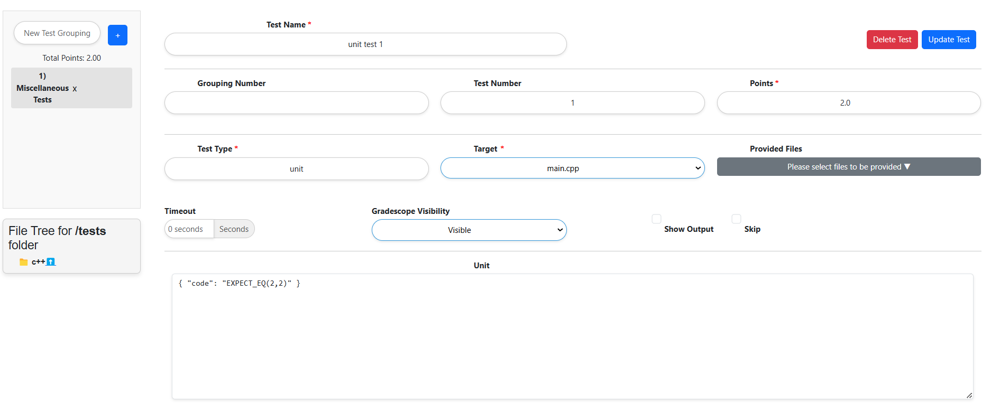 New Test Grouping
+
Total Points: 2.00
1)
Miscellaneous x
Tests
File Tree for /tests
folder
c++
Test Name *
unit test 1
Delete Test
Update Test
Grouping Number
Test Number
1
Points *
2.0
Test Type *
unit
Target *
main.cpp
Provided Files
Please select files to be provided ▼
Timeout
0 seconds
Seconds
Gradescope Visibility
Visible
Show Output
Skip
Unit
{ "code": "EXPECT_EQ(2,2)" }